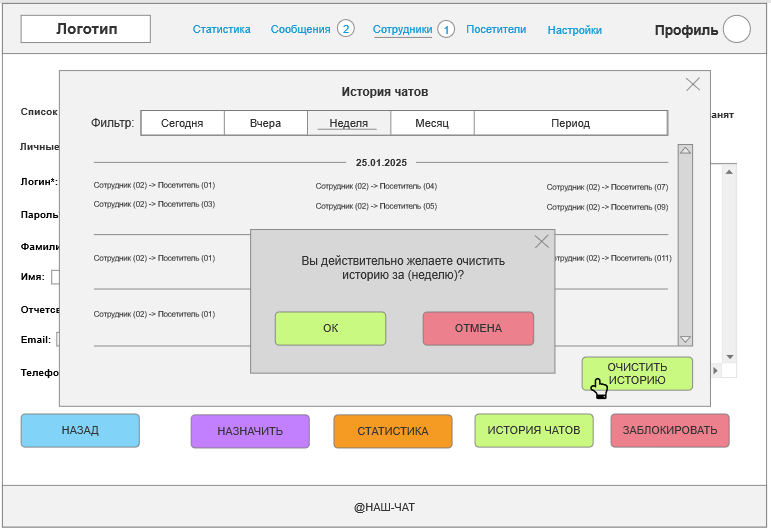 Логотип
Статистика
Сообщения
2
Сотрудники
1
Посетители
Настройки
Профиль
История чатов
Список
анят
Фильтр:
Сегодня
Вчера
Неделя
Месяц
Период
Личные
25.01.2025
Логин*:
Сотрудник (02) -> Посетитель (01)
Сотрудник (02) -> Посетитель (04)
Сотрудник (02) -> Посетитель (07)
Пароль
Сотрудник (02) -> Посетитель (03)
Сотрудник (02) -> Посетитель (05)
Сотрудник (02) -> Посетитель (09)
Фамили
Сотрудник (02) -> Посетитель (01)
отрудник (02) -> Посетитель (011)
Вы действительно желаете очистить
историю за (неделю)?
Имя:
Отчетсв
Сотрудник (02) -> Посетитель (01)
ОК
ОТМЕНА
Email:
Телефо
ОЧИСТИТЬ
ИСТОРИЮ
НАЗАД
НАЗНАЧИТЬ
СТАТИСТИКА
ИСТОРИЯ ЧАТОВ
ЗАБЛОКИРОВАТЬ
@НАШ-ЧАТ